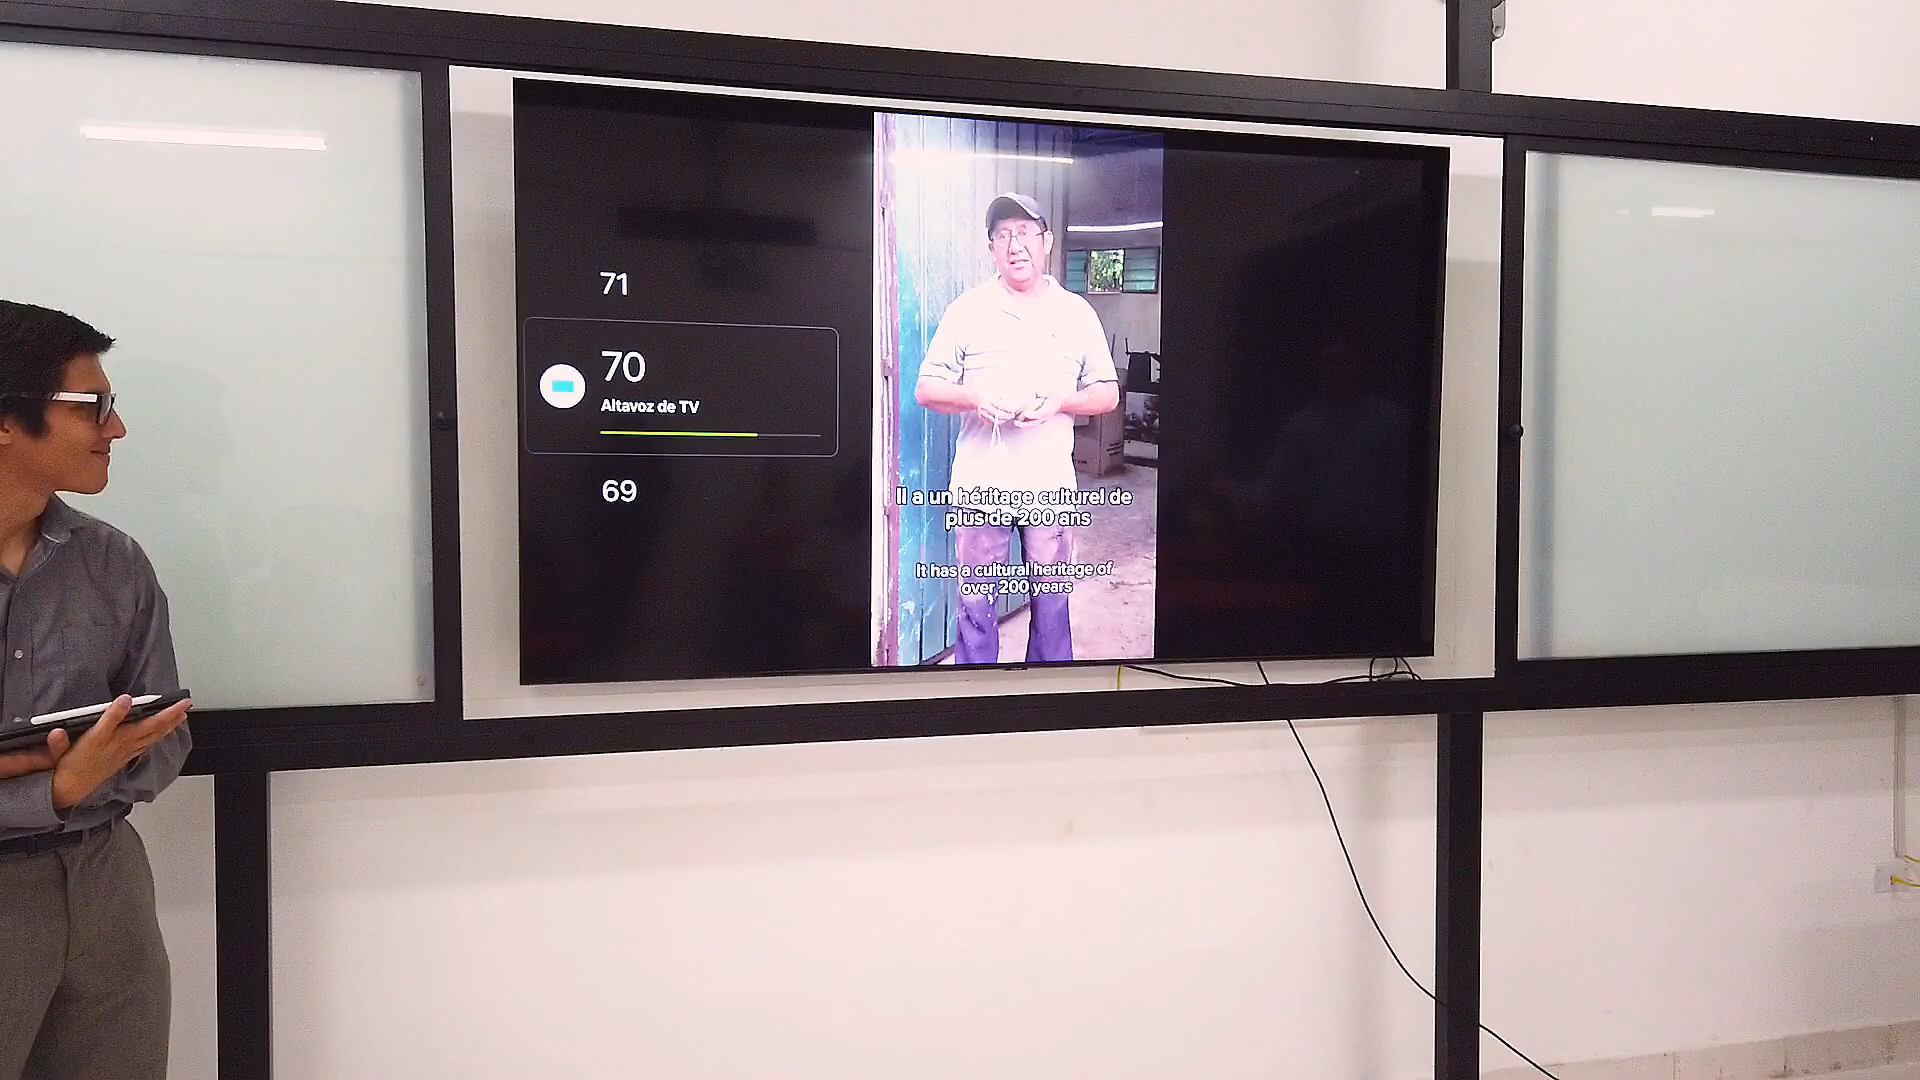 71
70
Altavoz de TV
69
Il a un héritage culturel de
plus de 200 ans
It has a cultural heritage of
over 200 years